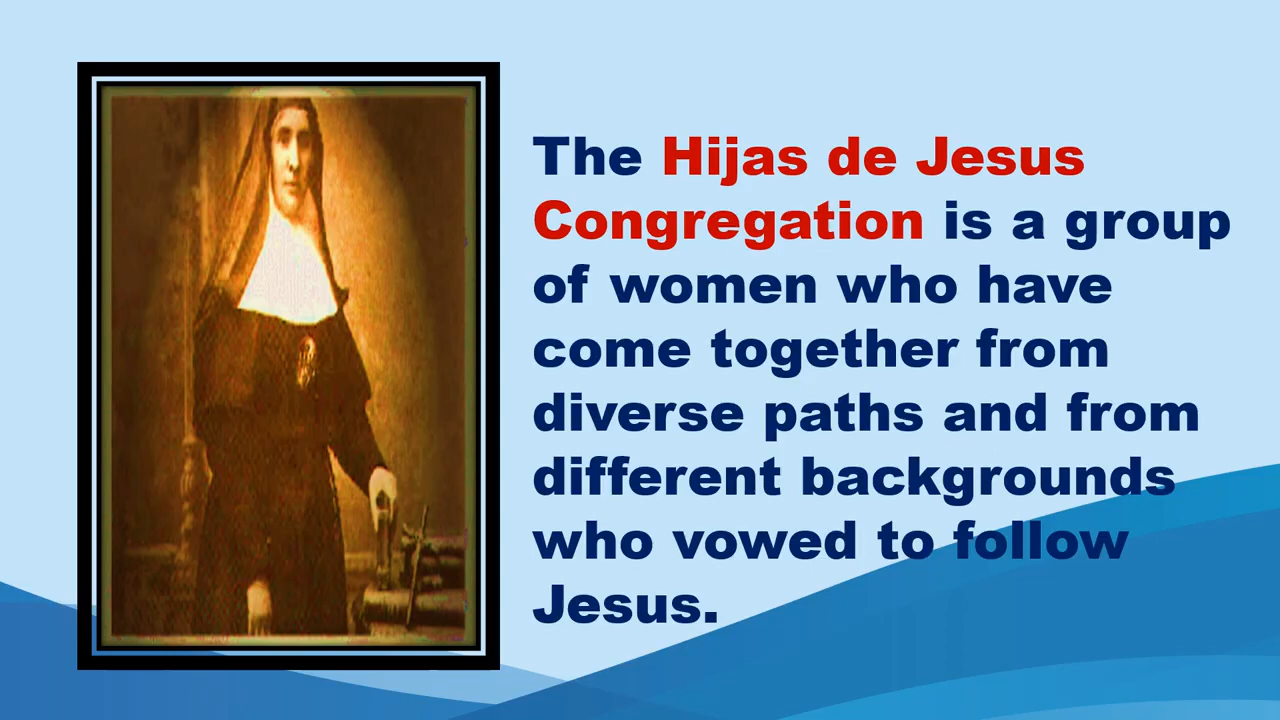 The Hijas de Jesus
Congregation is a group
of women who have
come together from
diverse paths and from
different backgrounds
who vowed to follow
Jesus.